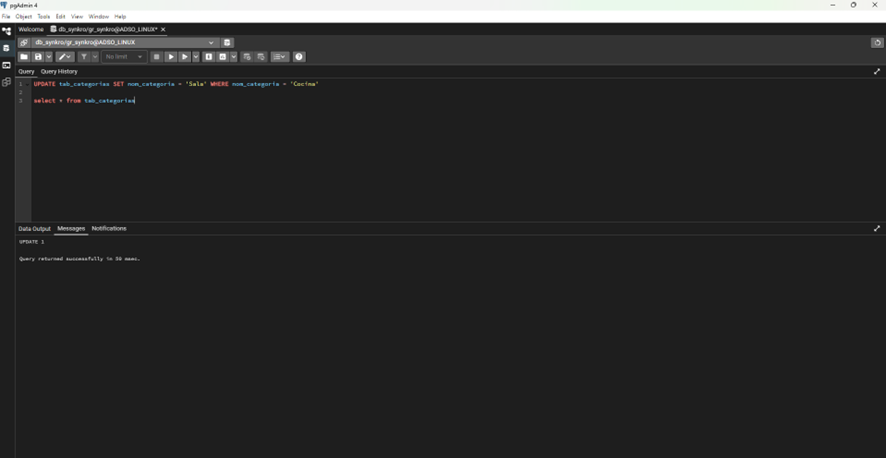 pgAdmin 4
File Object Tools Edit View Window Help
Welcome db_synkro/gr_synkro@ADSO_LINUX*
db_synkro/gr_synkro@ADSO_LINUX
No limit
Query Query History
1 UPDATE tab_categorias SET nom_categoria = 'Sala' WHERE nom_categoria = 'Cocina'
2
3 select * from tab_categorias
Data Output Messages Notifications
UPDATE 1
Query returned successfully in 50 msec.